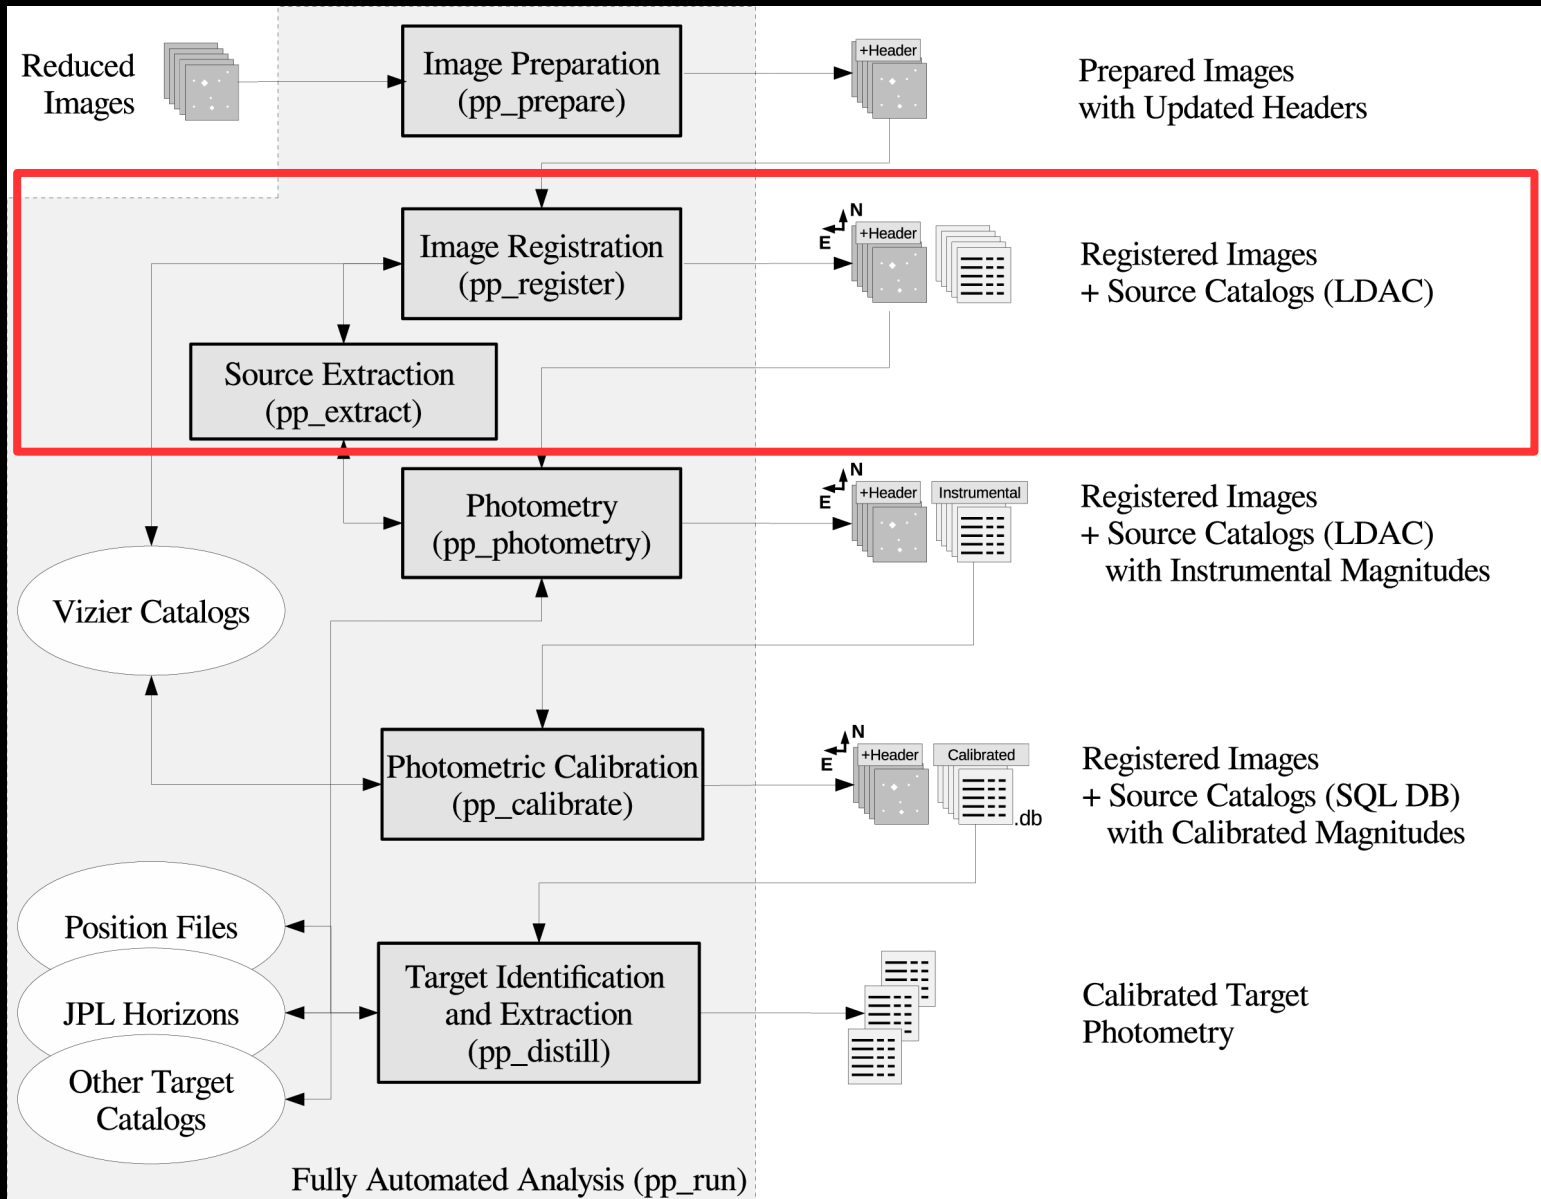 Reduced
Images
Image Preparation
(pp_prepare)
+Header
Prepared Images
with Updated Headers
Image Registration
(pp_register)
N
E
+Header
Registered Images
+ Source Catalogs (LDAC)
Source Extraction
(pp_extract)
Photometry
(pp_photometry)
N
E
+Header
Instrumental
Registered Images
+ Source Catalogs (LDAC)
with Instrumental Magnitudes
Vizier Catalogs
Photometric Calibration
(pp_calibrate)
N
E
+Header
Calibrated
.db
Registered Images
+ Source Catalogs (SQL DB)
with Calibrated Magnitudes
Position Files
JPL Horizons
Other Target
Catalogs
Target Identification
and Extraction
(pp_distill)
Calibrated Target
Photometry
Fully Automated Analysis (pp_run)